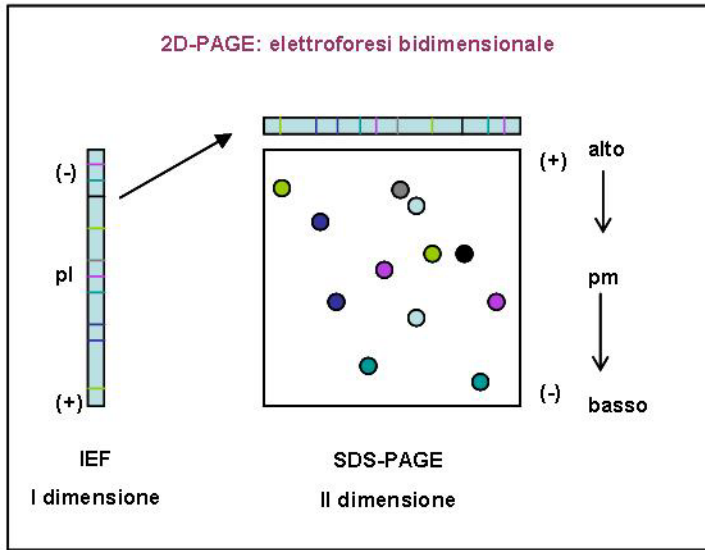 2D-PAGE: elettroforesi bidimensionale
(-)
pI
(+)
IEF
I dimensione
SDS-PAGE
II dimensione
(+)
alto
pm
(-)
basso